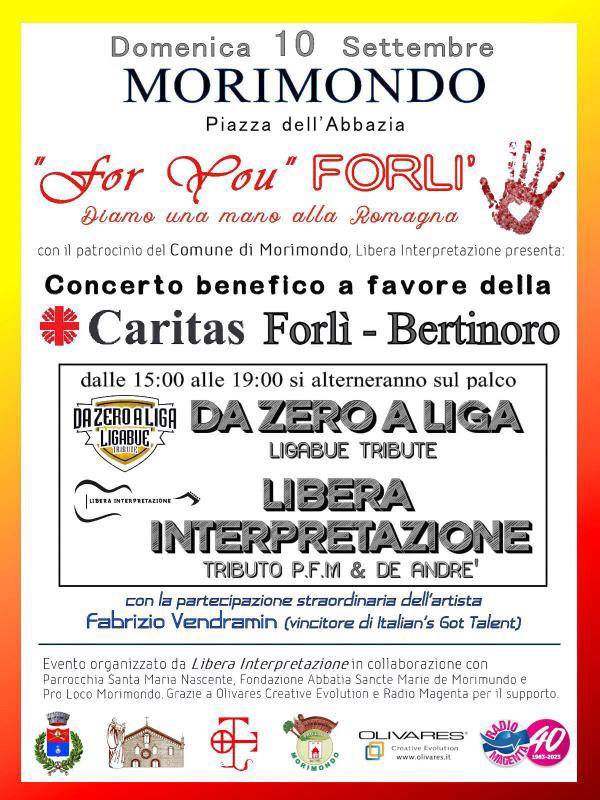 Domenica 10 Settembre
MORIMONDO
Piazza dell'Abbazia
"For You" FORLI'
Diamo una mano alla Romagna
con il patrocinio del Comune di Morimondo, Libera Interpretazione presenta:
Concerto benefico a favore della
Caritas Forlì - Bertinoro
dalle 15:00 alle 19:00 si alterneranno sul palco
DA ZERO A LIGA
"LIGABUE"
TRIBUTE
DA ZERO A LIGA
LIGABUE TRIBUTE
LIBERA INTERPRETAZIONE
LIBERA
INTERPRETAZIONE
TRIBUTO P.F.M & DE ANDRE'
con la partecipazione straordinaria dell'artista
Fabrizio Vendramin (vincitore di Italian's Got Talent)
Evento organizzato da Libera Interpretazione in collaborazione con
Parrocchia Santa Maria Nascente, Fondazione Abbatia Sancte Marie de Morimundo e
Pro Loco Morimondo. Grazie a Olivares Creative Evolution e Radio Magenta per il supporto.
MORIMONDO
OLIVARES®
Creative Evolution
www.olivares.it
RADIO
MAGENTA
40
1983-2023